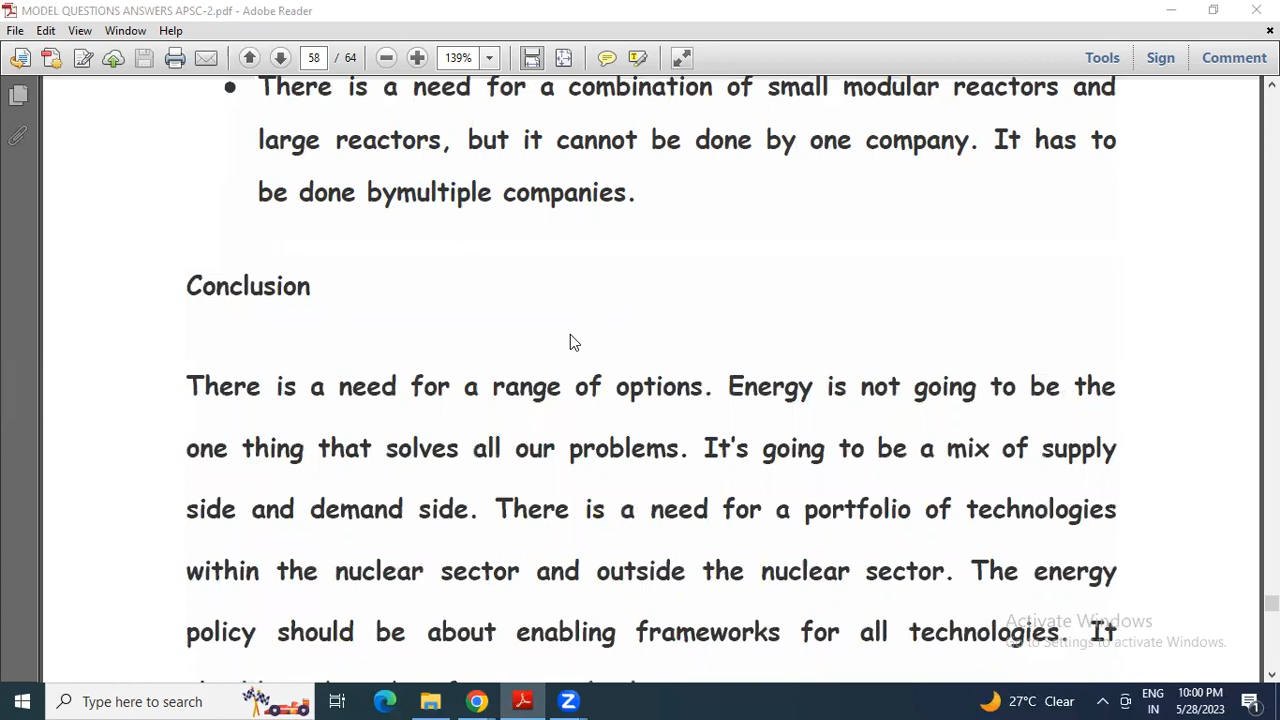 MODEL QUESTIONS ANSWERS APSC-2.pdf - Adobe Reader
File Edit View Window Help
58 / 64 139% Tools Sign Comment
• There is a need for a combination of small modular reactors and
large reactors, but it cannot be done by one company. It has to
be done bymultiple companies.
Conclusion
There is a need for a range of options. Energy is not going to be the
one thing that solves all our problems. It's going to be a mix of supply
side and demand side. There is a need for a portfolio of technologies
within the nuclear sector and outside the nuclear sector. The energy
policy should be about enabling frameworks for all technologies. It
Activate Windows
Go to Settings to activate Windows.
Type here to search
27°C Clear
ENG
IN
10:00 PM
5/28/2023
1